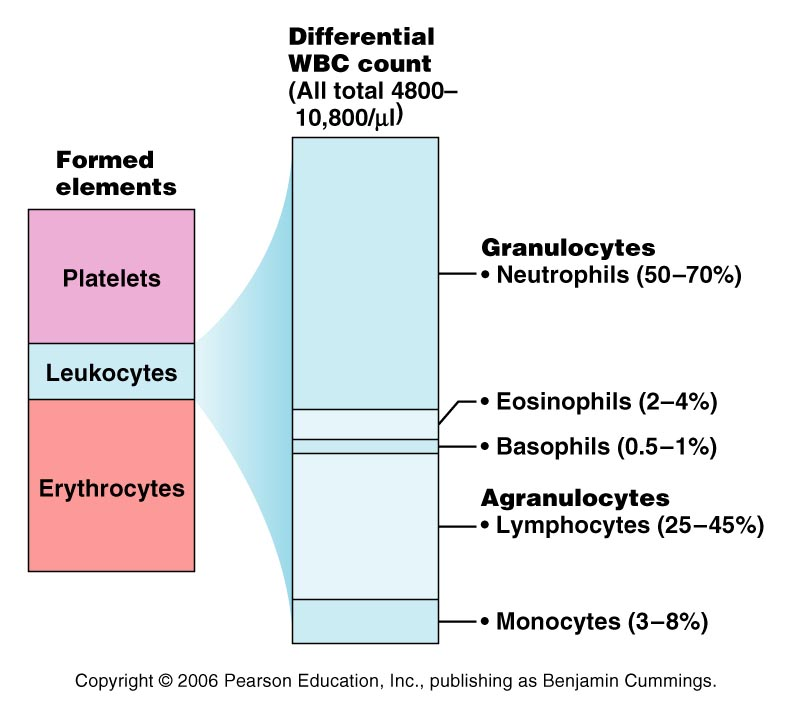 Differential
WBC count
(All total 4800–
10,800/µl)
Formed
elements
Platelets
Leukocytes
Erythrocytes
Granulocytes
• Neutrophils (50–70%)
• Eosinophils (2–4%)
• Basophils (0.5–1%)
Agranulocytes
• Lymphocytes (25–45%)
• Monocytes (3–8%)
Copyright © 2006 Pearson Education, Inc., publishing as Benjamin Cummings.